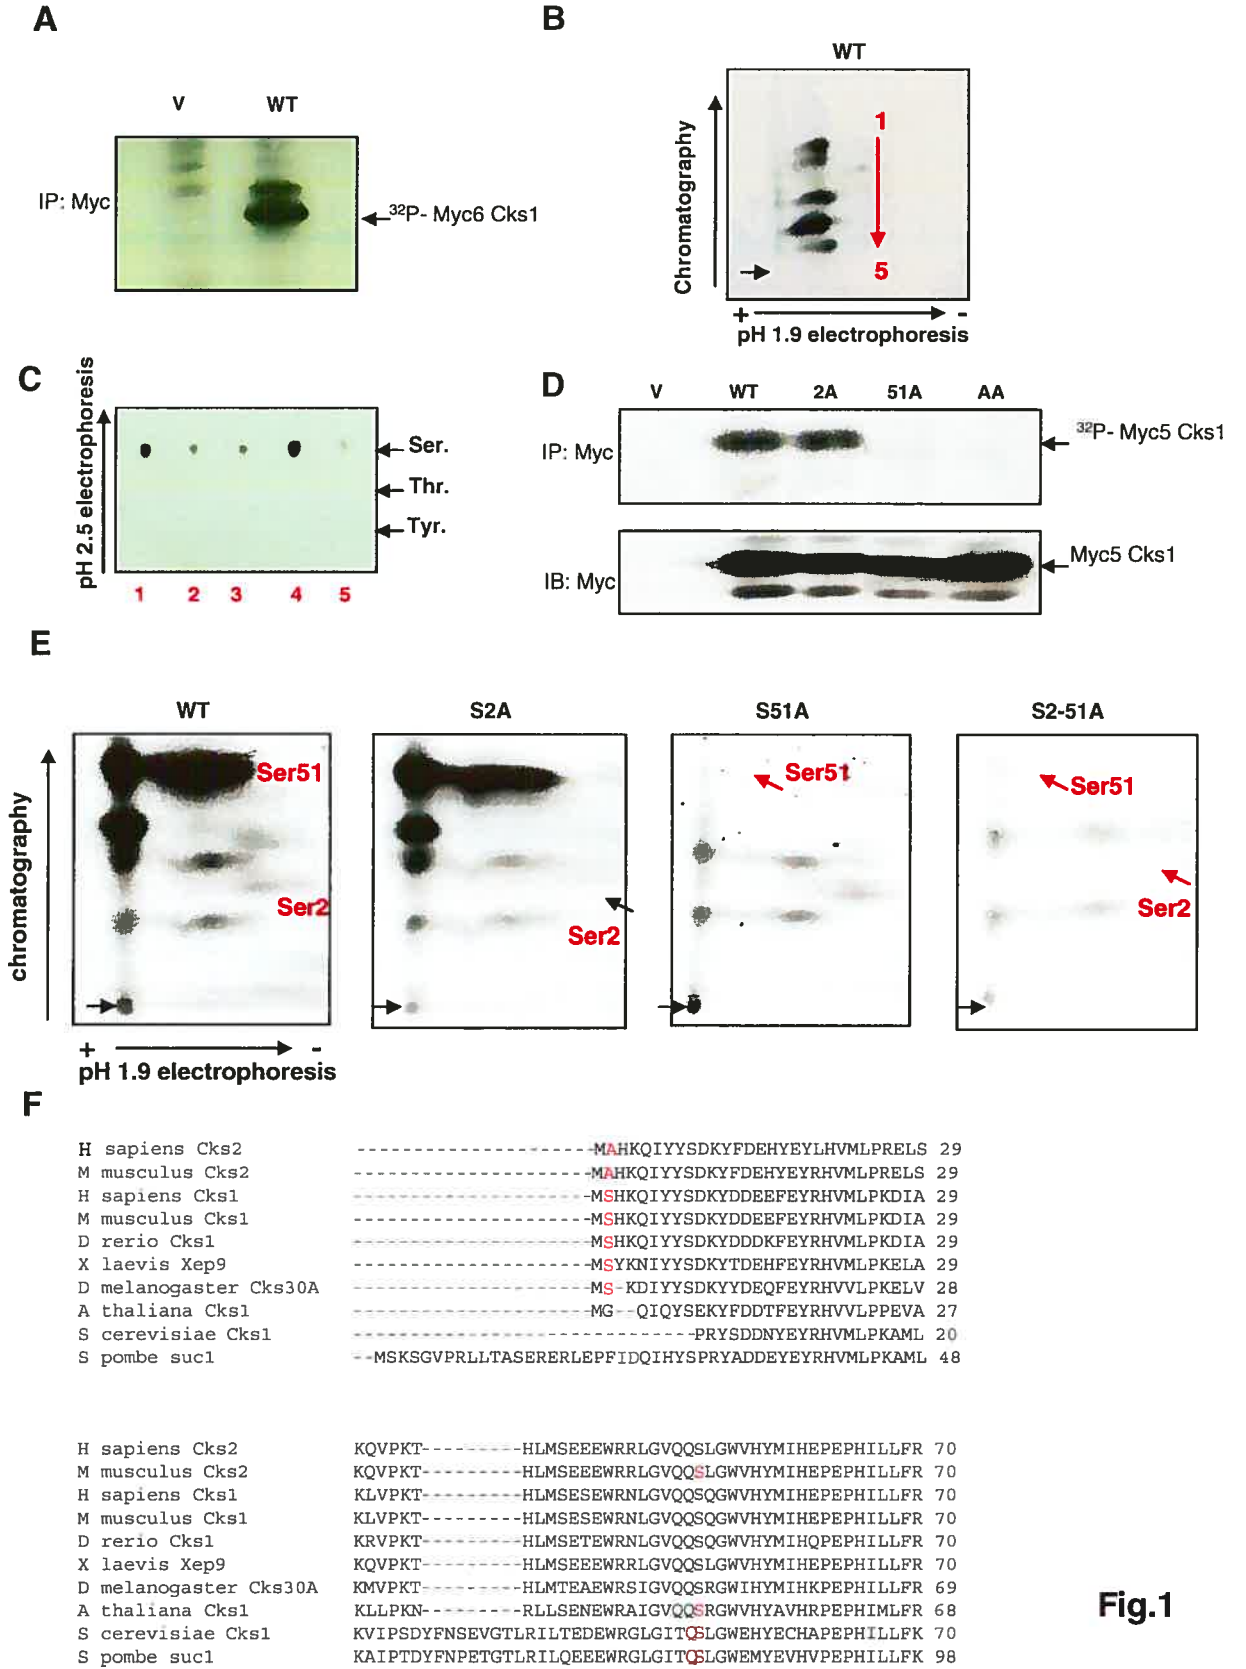 A
B
V WT
WT
IP: Myc
32P- Myc6 Cks1
Chromatography
1
5
+ -
pH 1.9 electrophoresis
C
D
pH 2.5 electrophoresis
Ser.
Thr.
Tyr.
1 2 3 4 5
V WT 2A 51A AA
IP: Myc
32P- Myc5 Cks1
IB: Myc
Myc5 Cks1
E
WT S2A S51A S2-51A
chromatography
Ser51
Ser2
Ser2
Ser51
Ser51
Ser2
+ -
pH 1.9 electrophoresis
F
H sapiens Cks2 ---------------------MAHKQIYYSDKYFDEHYEYLHVMLPRELS 29
M musculus Cks2 ---------------------MAHKQIYYSDKYFDEHYEYRHVMLPRELS 29
H sapiens Cks1 ---------------------MSHKQIYYSDKYDDEEFEYRHVMLPKDIA 29
M musculus Cks1 ---------------------MSHKQIYYSDKYDDEEFEYRHVMLPKDIA 29
D rerio Cks1 ---------------------MSHKQIYYSDKYDDDKFEYRHVMLPKDIA 29
X laevis Xep9 ---------------------MSYKNIYYSDKYTDEHFEYRHVMLPKELA 29
D melanogaster Cks30A ---------------------MS-KDIYYSDKYYDEQFEYRHVVLPKELV 28
A thaliana Cks1 ---------------------MG--QIQYSEKYFDDTFEYRHVVLPPEVA 27
S cerevisiae Cks1 ------------------------------PRYSDDNYEYRHVMLPKAML 20
S pombe suc1 --MSKSGVPRLLTASERERLEPFIDQIHYSPRYADDEYEYRHVMLPKAML 48
H sapiens Cks2 KQVPKT---------HLMSEEEWRRLGVQQSLGWVHYMIHEPEPHILLFR 70
M musculus Cks2 KQVPKT---------HLMSEEEWRRLGVQQSLGWVHYMIHEPEPHILLFR 70
H sapiens Cks1 KLVPKT---------HLMSESEWRNLGVQQSQGWVHYMIHEPEPHILLFR 70
M musculus Cks1 KLVPKT---------HLMSESEWRNLGVQQSQGWVHYMIHEPEPHILLFR 70
D rerio Cks1 KRVPKT---------HLMSETEWRNLGVQQSQGWVHYMIHQPEPHILLFR 70
X laevis Xep9 KQVPKT---------HLMSEEEWRRLGVQQSLGWVHYMIHEPEPHILLFR 70
D melanogaster Cks30A KMVPKT---------HLMTEAEWRSIGVQQSRGWIHYMIHKPEPHILLFR 69
A thaliana Cks1 KLLPKN---------RLLSENEWRAIGVQQSRGWVHYAVHRPEPHIMLFR 68
S cerevisiae Cks1 KVIPSDYFNSEVGTLRILTEDEWRGLGITQSLGWEHYECHAPEPHILLFK 70
S pombe suc1 KAIPTDYFNPETGTLRILQEEEWRGLGITQSLGWEMYEVHVPEPHILLFK 98
Fig.1